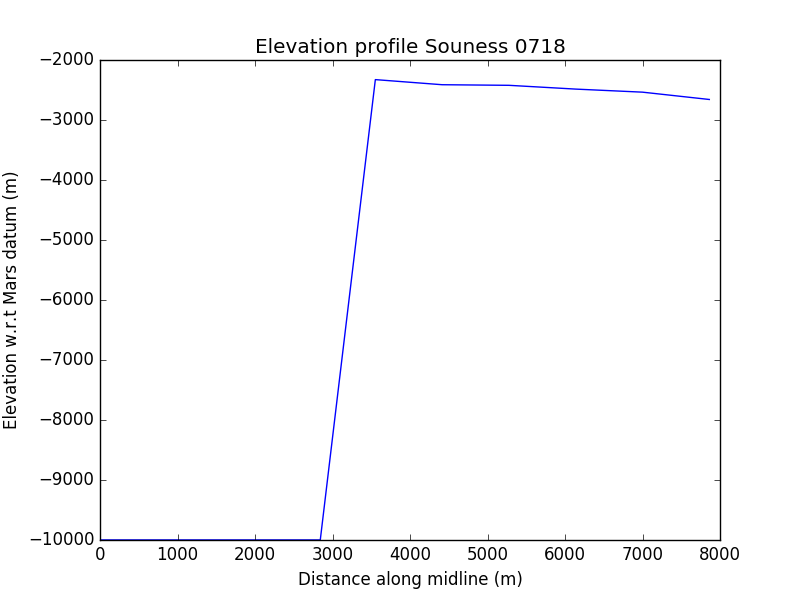 Elevation profile Souness 0718
−2000
−3000
−4000
−5000
−6000
−7000
−8000
−9000
−10000
Elevation w.r.t Mars datum (m)
0 1000 2000 3000 4000 5000 6000 7000 8000
Distance along midline (m)